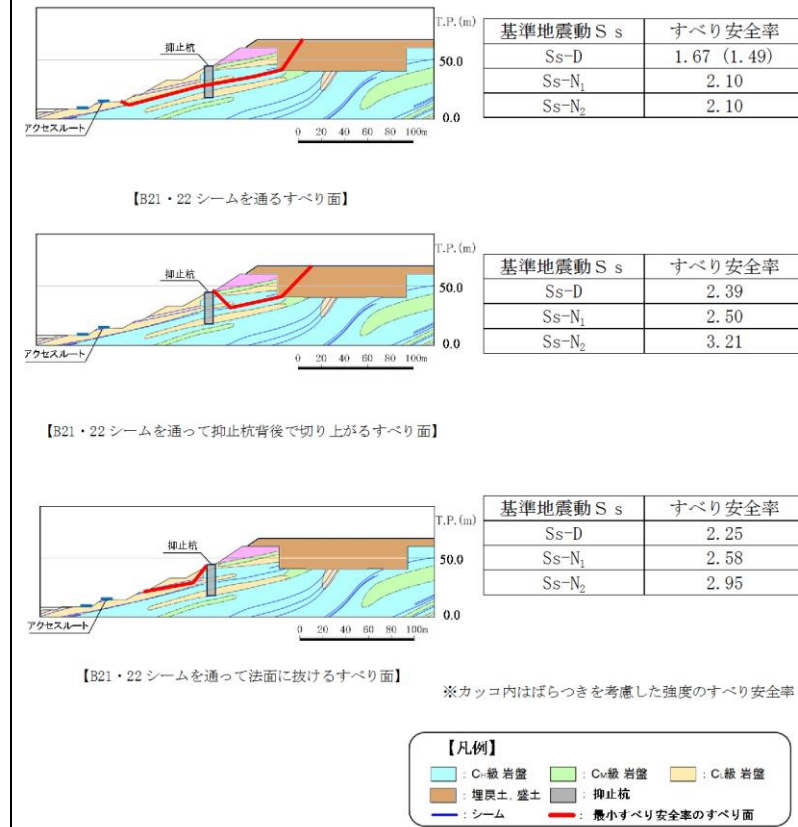 T.P.(m)
抑止杭
50.0
0.0
アクセスルート
0 20 40 60 80 100m
基準地震動Ｓｓ すべり安全率
Ss-D 1.67 (1.49)
Ss-N₁ 2.10
Ss-N₂ 2.10
【B21・22 シームを通るすべり面】
T.P.(m)
抑止杭
50.0
0.0
アクセスルート
0 20 40 60 80 100m
基準地震動Ｓｓ すべり安全率
Ss-D 2.39
Ss-N₁ 2.50
Ss-N₂ 3.21
【B21・22 シームを通って抑止杭背後で切り上がるすべり面】
T.P.(m)
抑止杭
50.0
0.0
アクセスルート
0 20 40 60 80 100m
基準地震動Ｓｓ すべり安全率
Ss-D 2.25
Ss-N₁ 2.58
Ss-N₂ 2.95
【B21・22 シームを通って法面に抜けるすべり面】
※カッコ内はばらつきを考慮した強度のすべり安全率
【凡例】
：CH級 岩盤 ：CM級 岩盤 ：CL級 岩盤
：埋戻土, 盛土 ：抑止杭
：シーム ：最小すべり安全率のすべり面